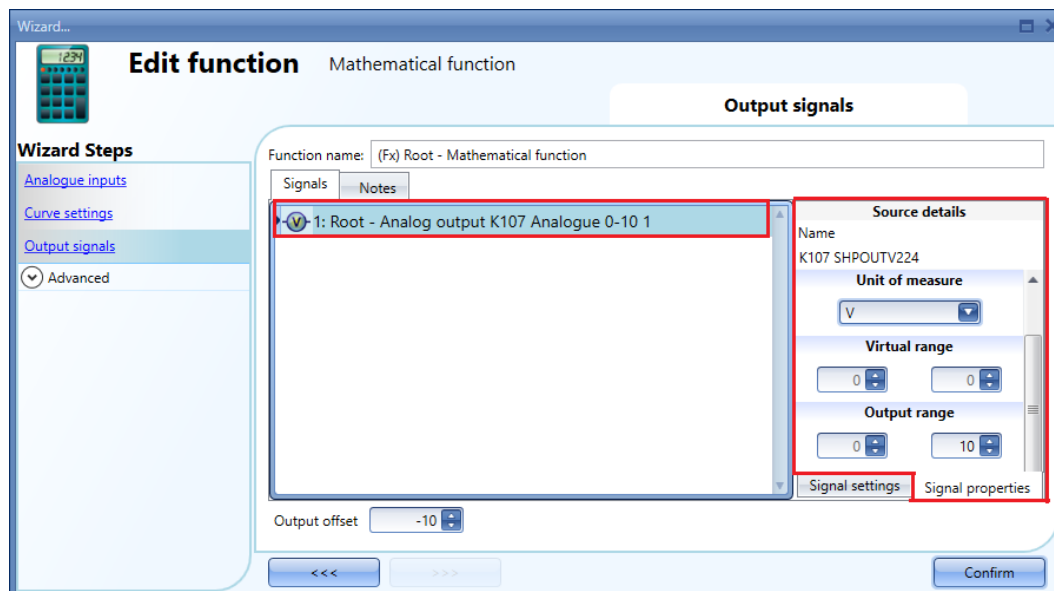 Wizard...
1234
Edit function Mathematical function
Output signals
Wizard Steps
Analogue inputs
Curve settings
Output signals
Advanced
Function name: (Fx) Root - Mathematical function
Signals Notes
V 1: Root - Analog output K107 Analogue 0-10 1
Source details
Name
K107 SHPOUTV224
Unit of measure
V
Virtual range
0 0
Output range
0 10
Signal settings Signal properties
Output offset -10
<<< >>> Confirm